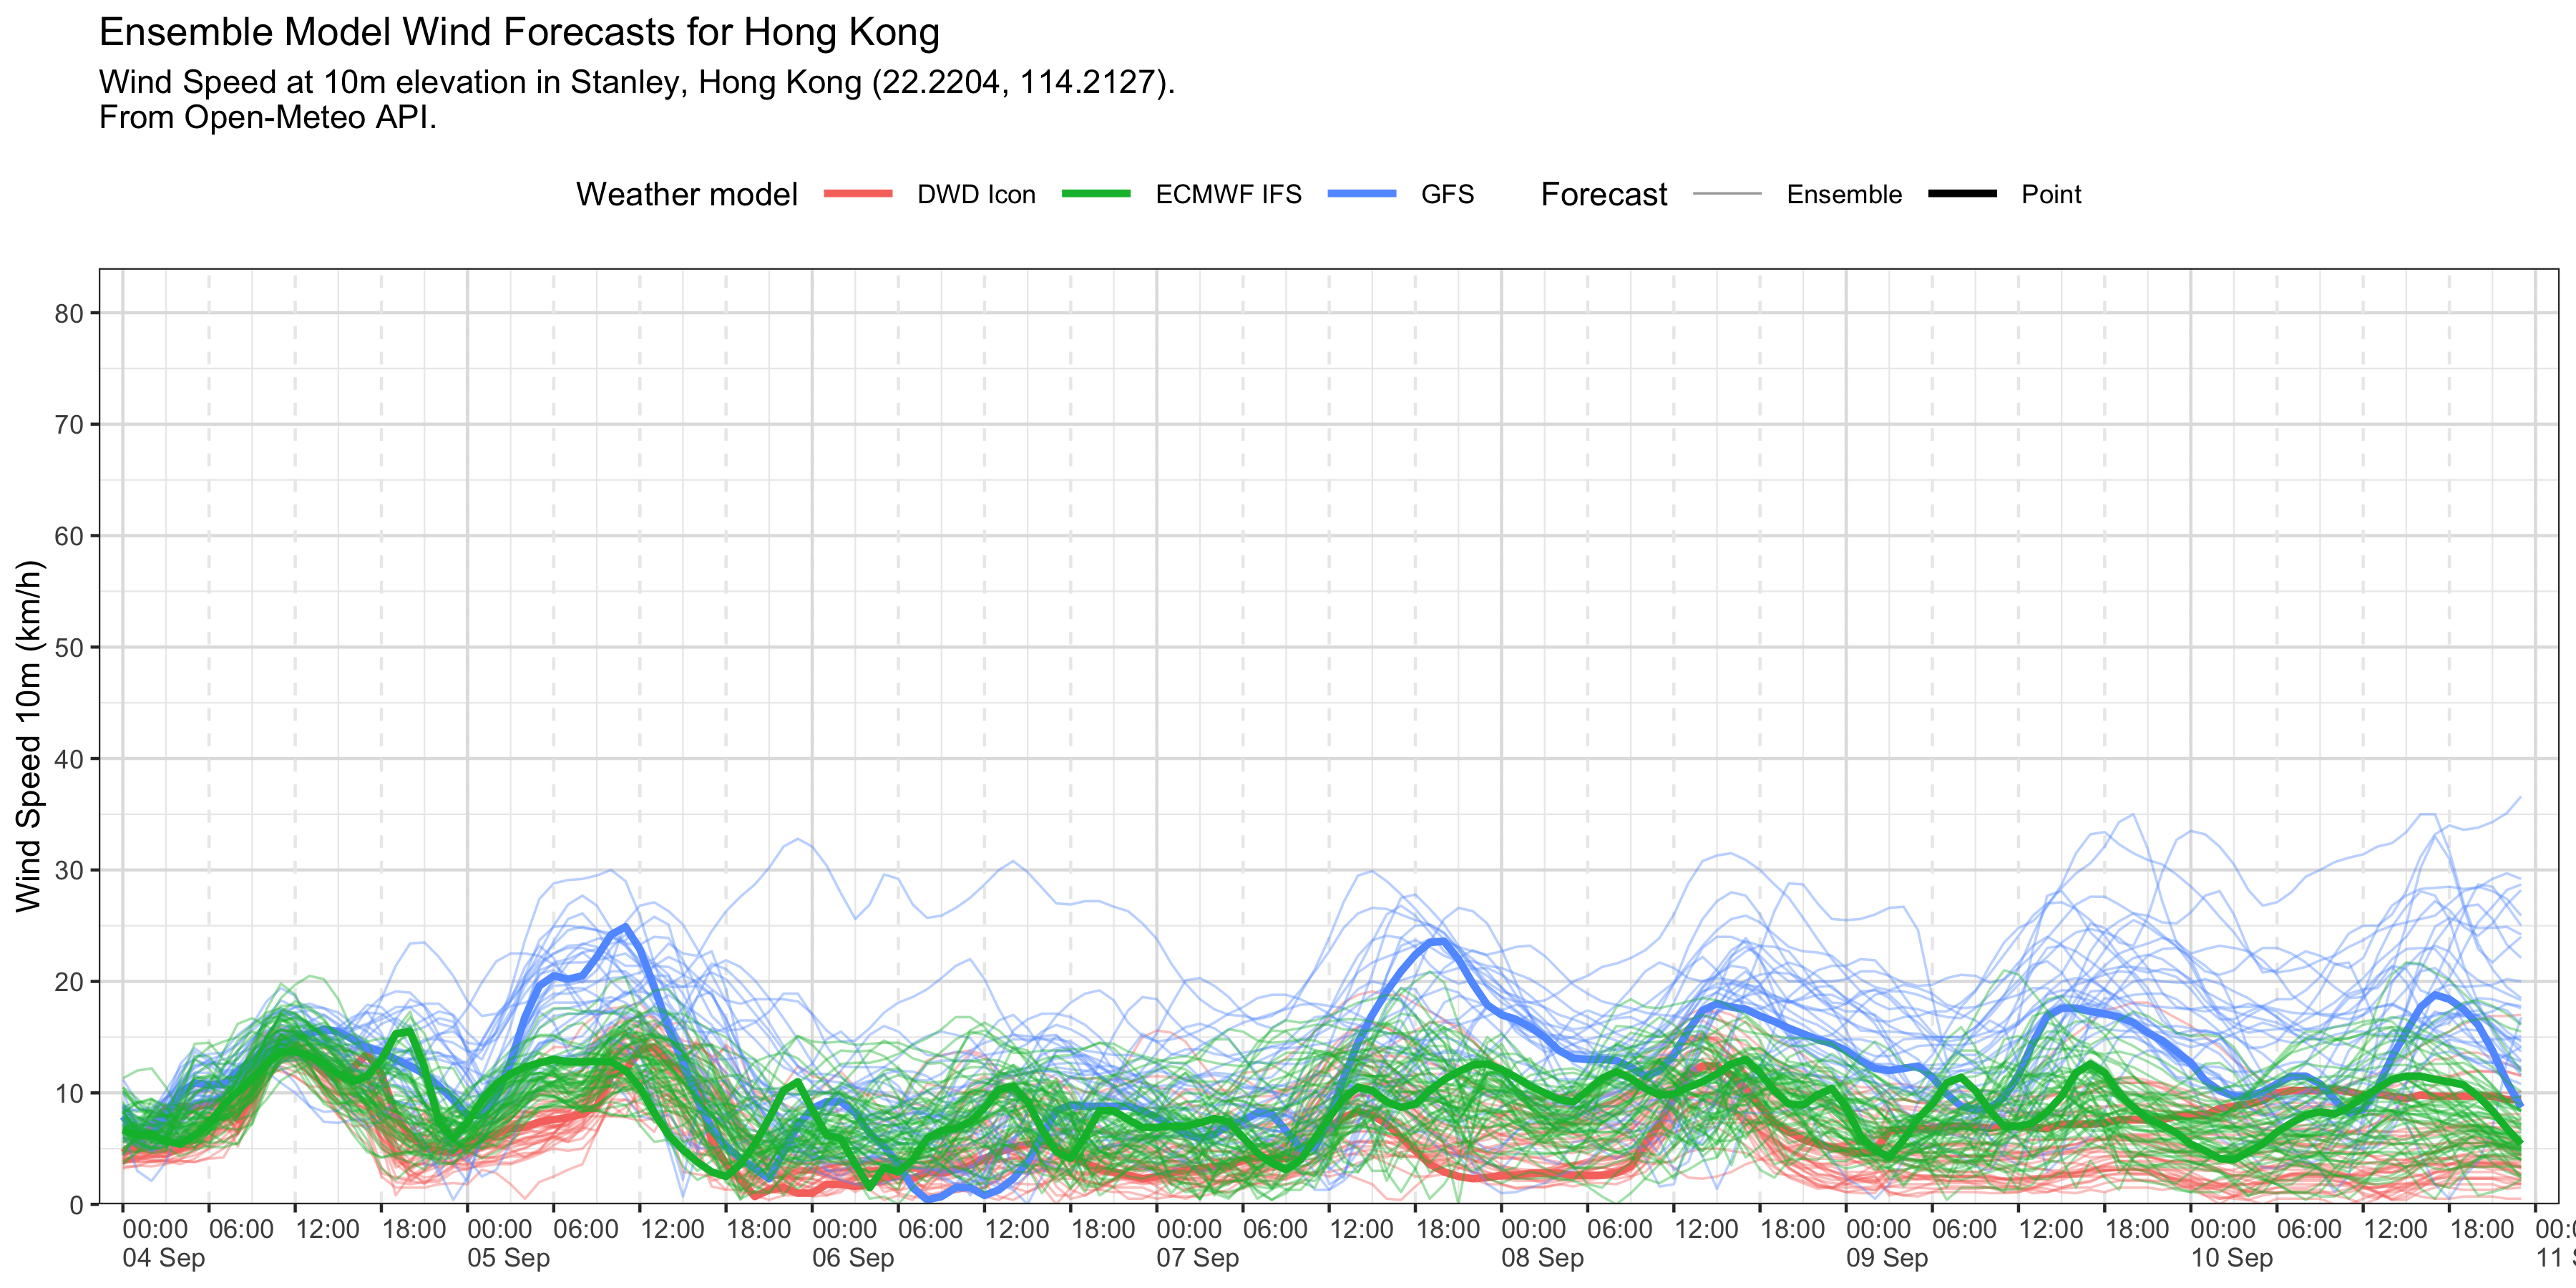 Ensemble Model Wind Forecasts for Hong Kong
Wind Speed at 10m elevation in Stanley, Hong Kong (22.2204, 114.2127).
From Open-Meteo API.
Weather model DWD Icon ECMWF IFS GFS Forecast Ensemble Point
Wind Speed 10m (km/h)
80
70
60
50
40
30
20
10
0
00:00 06:00 12:00 18:00 00:00 06:00 12:00 18:00 00:00 06:00 12:00 18:00 00:00 06:00 12:00 18:00 00:00 06:00 12:00 18:00 00:00 06:00 12:00 18:00 00:00 06:00 12:00 18:00 00:0
04 Sep 05 Sep 06 Sep 07 Sep 08 Sep 09 Sep 10 Sep 11 S